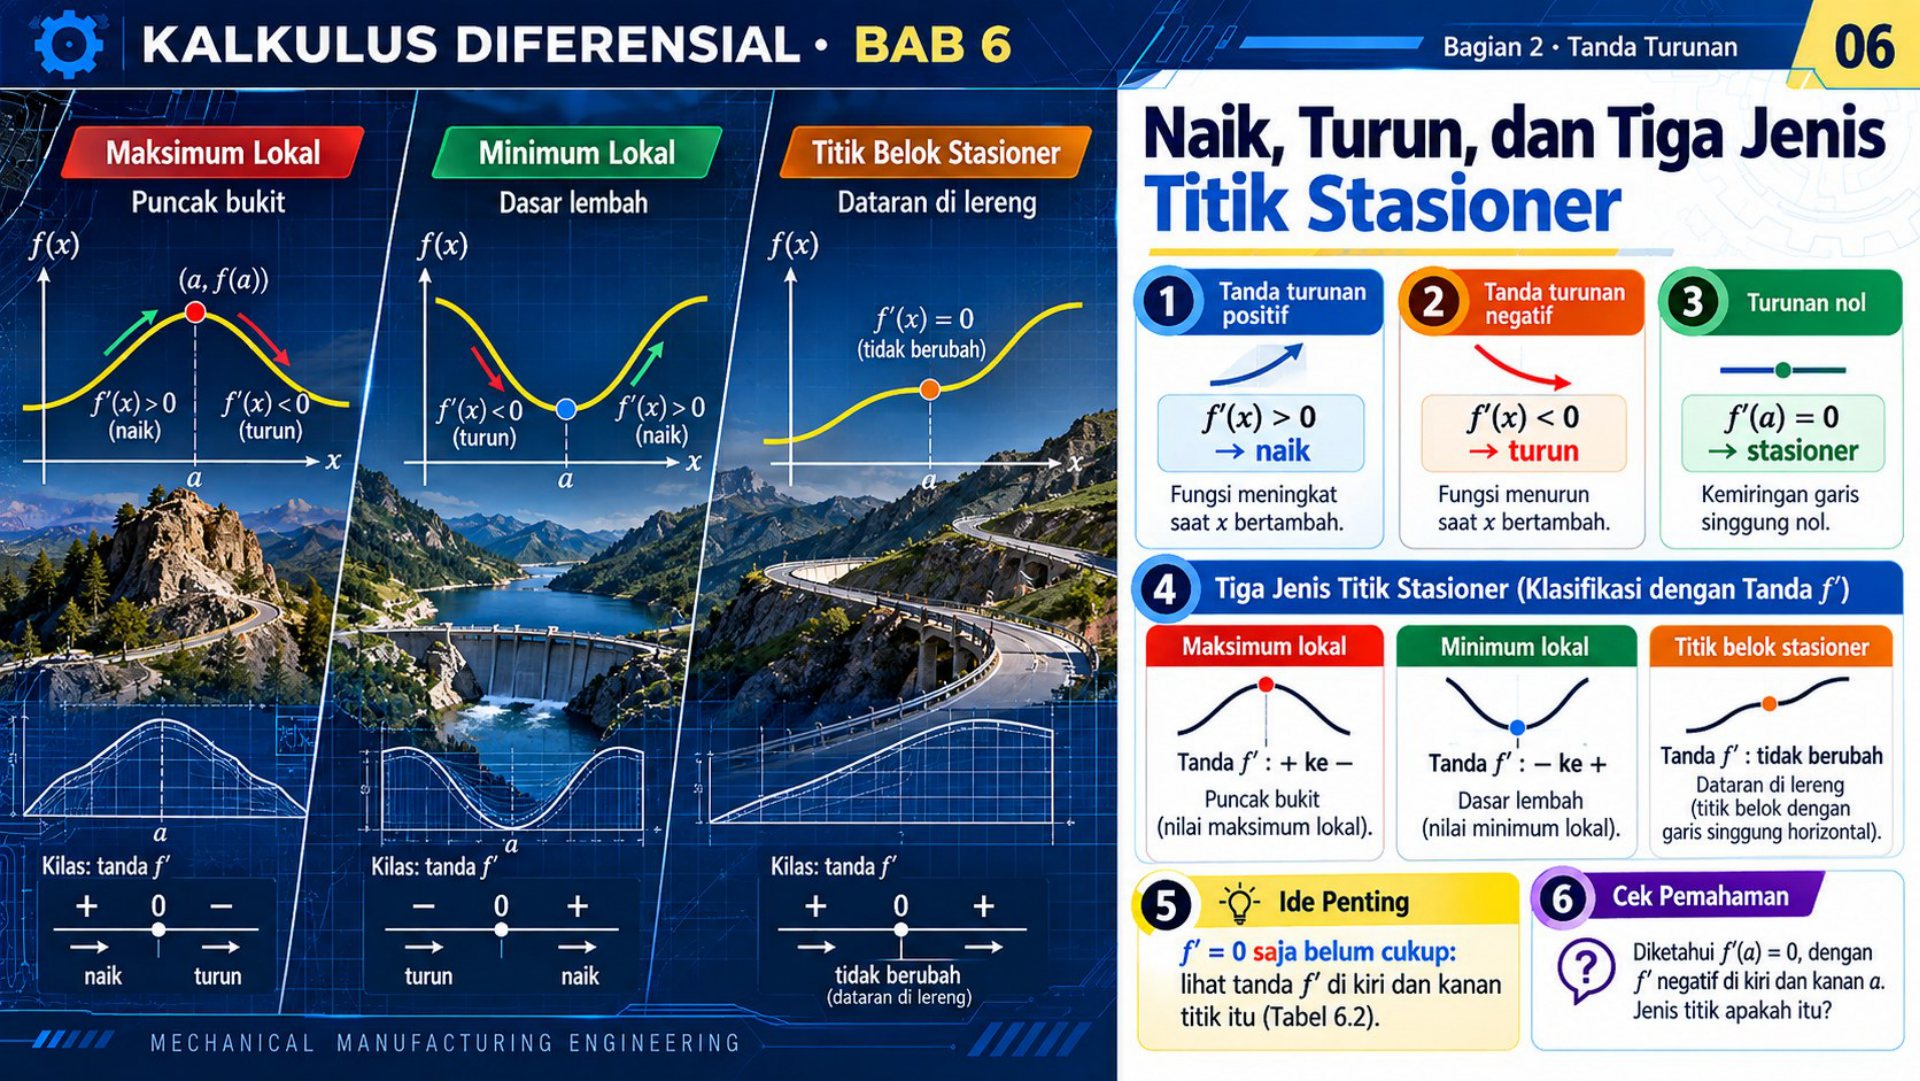 KALKULUS DIFERENSIAL • BAB 6
Bagian 2 • Tanda Turunan
06
Maksimum Lokal
Puncak bukit
f(x)
(a, f(a))
f′(x) > 0
(naik)
f′(x) < 0
(turun)
a
x
Minimum Lokal
Dasar lembah
f(x)
f′(x) < 0
(turun)
f′(x) > 0
(naik)
a
x
Titik Belok Stasioner
Dataran di lereng
f(x)
f′(x) = 0
(tidak berubah)
a
x
a
Kilas: tanda f′
+ 0 −
naik turun
a
Kilas: tanda f′
− 0 +
turun naik
Kilas: tanda f′
+ 0 +
tidak berubah
(dataran di lereng)
MECHANICAL MANUFACTURING ENGINEERING
Naik, Turun, dan Tiga Jenis
Titik Stasioner
1
Tanda turunan
positif
f′(x) > 0
→ naik
Fungsi meningkat
saat x bertambah.
2
Tanda turunan
negatif
f′(x) < 0
→ turun
Fungsi menurun
saat x bertambah.
3
Turunan nol
f′(a) = 0
→ stasioner
Kemiringan garis
singgung nol.
4 Tiga Jenis Titik Stasioner (Klasifikasi dengan Tanda f′)
Maksimum lokal
Tanda f′ : + ke −
Puncak bukit
(nilai maksimum lokal).
Minimum lokal
Tanda f′ : − ke +
Dasar lembah
(nilai minimum lokal).
Titik belok stasioner
Tanda f′ : tidak berubah
Dataran di lereng
(titik belok dengan
garis singgung horizontal).
5 Ide Penting
f′ = 0 saja belum cukup:
lihat tanda f′ di kiri dan kanan
titik itu (Tabel 6.2).
6 Cek Pemahaman
?
Diketahui f′(a) = 0, dengan
f′ negatif di kiri dan kanan a.
Jenis titik apakah itu?